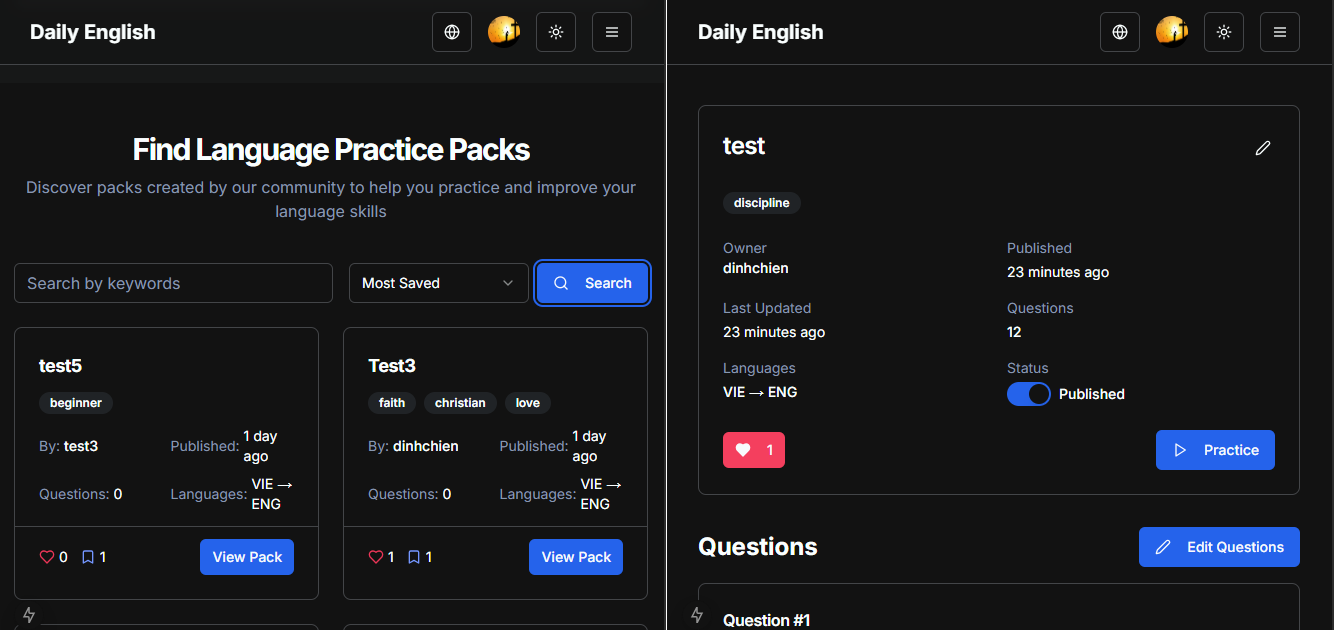 Daily English
Find Language Practice Packs
Discover packs created by our community to help you practice and improve your
language skills
Search by keywords
Most Saved
Search
test5
beginner
By: test3
Published: 1 day
ago
Questions: 0
Languages: VIE →
ENG
0
1
View Pack
Test3
faith
christian
love
By: dinhchien
Published: 1 day
ago
Questions: 0
Languages: VIE →
ENG
1
1
View Pack
Daily English
test
discipline
Owner
dinhchien
Published
23 minutes ago
Last Updated
23 minutes ago
Questions
12
Languages
VIE → ENG
Status
Published
1
Practice
Questions
Edit Questions
Question #1